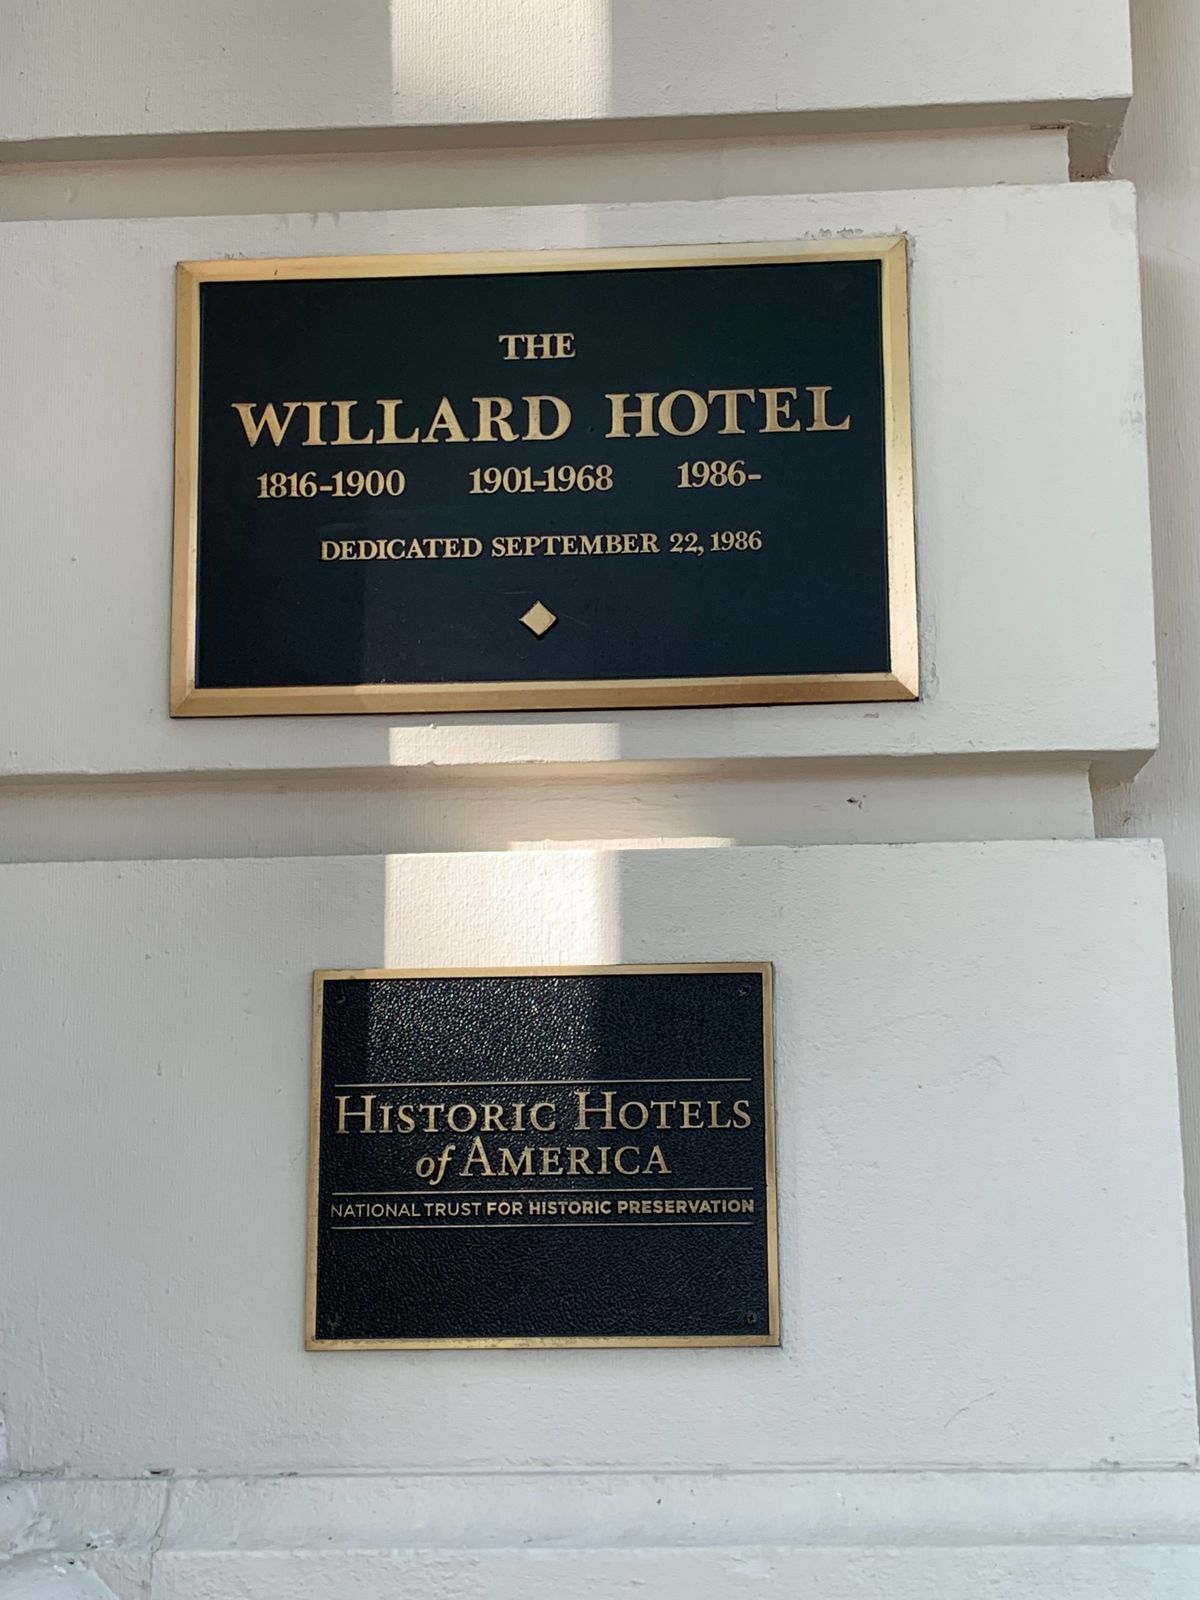 THE
WILLARD HOTEL
1816-1900 1901-1968 1986-
DEDICATED SEPTEMBER 22, 1986
HISTORIC HOTELS
of AMERICA
NATIONAL TRUST FOR HISTORIC PRESERVATION